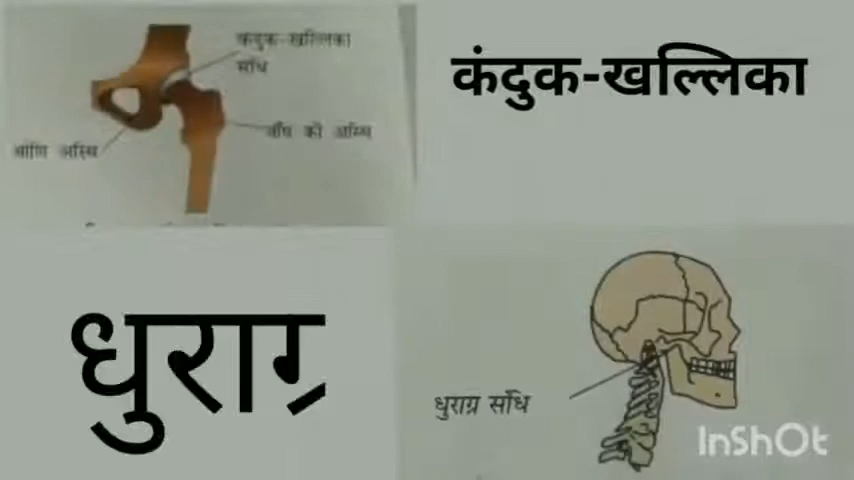 कंदुक-खल्लिका
संधि
जाँघ की अस्थि
श्रोणि अस्थि
कंदुक-खल्लिका
धुराग्र
धुराग्र संधि
InShOt